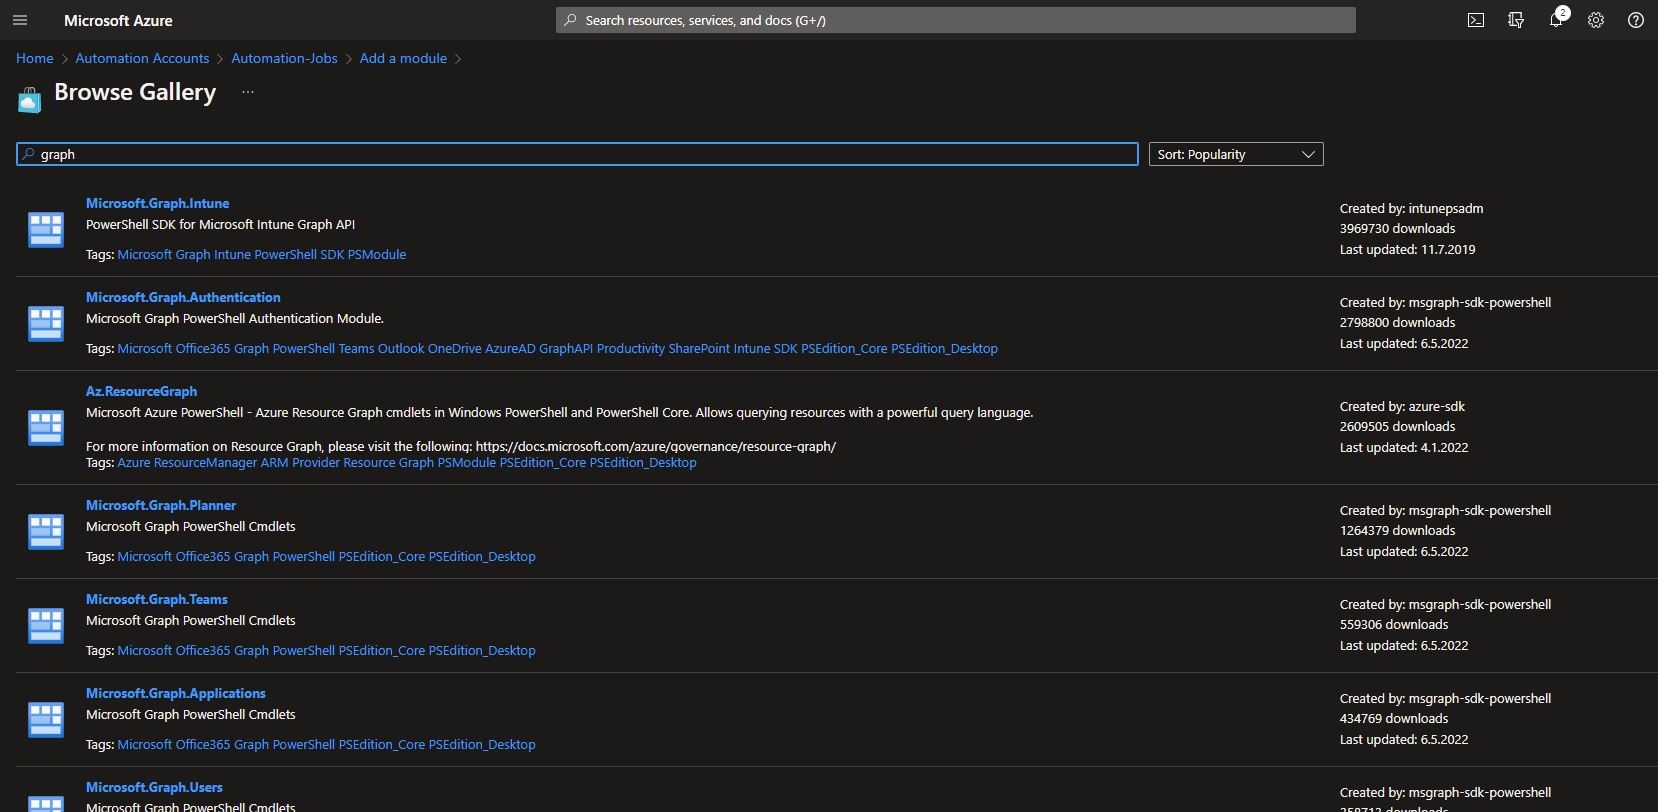 Microsoft Azure
Search resources, services, and docs (G+/)
2
Home > Automation Accounts > Automation-Jobs > Add a module >
Browse Gallery ...
graph
Sort: Popularity
Microsoft.Graph.Intune
PowerShell SDK for Microsoft Intune Graph API
Tags: Microsoft Graph Intune PowerShell SDK PSModule
Created by: intunepsadm
3969730 downloads
Last updated: 11.7.2019
Microsoft.Graph.Authentication
Microsoft Graph PowerShell Authentication Module.
Tags: Microsoft Office365 Graph PowerShell Teams Outlook OneDrive AzureAD GraphAPI Productivity SharePoint Intune SDK PSEdition_Core PSEdition_Desktop
Created by: msgraph-sdk-powershell
2798800 downloads
Last updated: 6.5.2022
Az.ResourceGraph
Microsoft Azure PowerShell - Azure Resource Graph cmdlets in Windows PowerShell and PowerShell Core. Allows querying resources with a powerful query language.
For more information on Resource Graph, please visit the following: https://docs.microsoft.com/azure/governance/resource-graph/
Tags: Azure ResourceManager ARM Provider Resource Graph PSModule PSEdition_Core PSEdition_Desktop
Created by: azure-sdk
2609505 downloads
Last updated: 4.1.2022
Microsoft.Graph.Planner
Microsoft Graph PowerShell Cmdlets
Tags: Microsoft Office365 Graph PowerShell PSEdition_Core PSEdition_Desktop
Created by: msgraph-sdk-powershell
1264379 downloads
Last updated: 6.5.2022
Microsoft.Graph.Teams
Microsoft Graph PowerShell Cmdlets
Tags: Microsoft Office365 Graph PowerShell PSEdition_Core PSEdition_Desktop
Created by: msgraph-sdk-powershell
559306 downloads
Last updated: 6.5.2022
Microsoft.Graph.Applications
Microsoft Graph PowerShell Cmdlets
Tags: Microsoft Office365 Graph PowerShell PSEdition_Core PSEdition_Desktop
Created by: msgraph-sdk-powershell
434769 downloads
Last updated: 6.5.2022
Microsoft.Graph.Users
Microsoft Graph PowerShell Cmdlets
Created by: msgraph-sdk-powershell
downloads